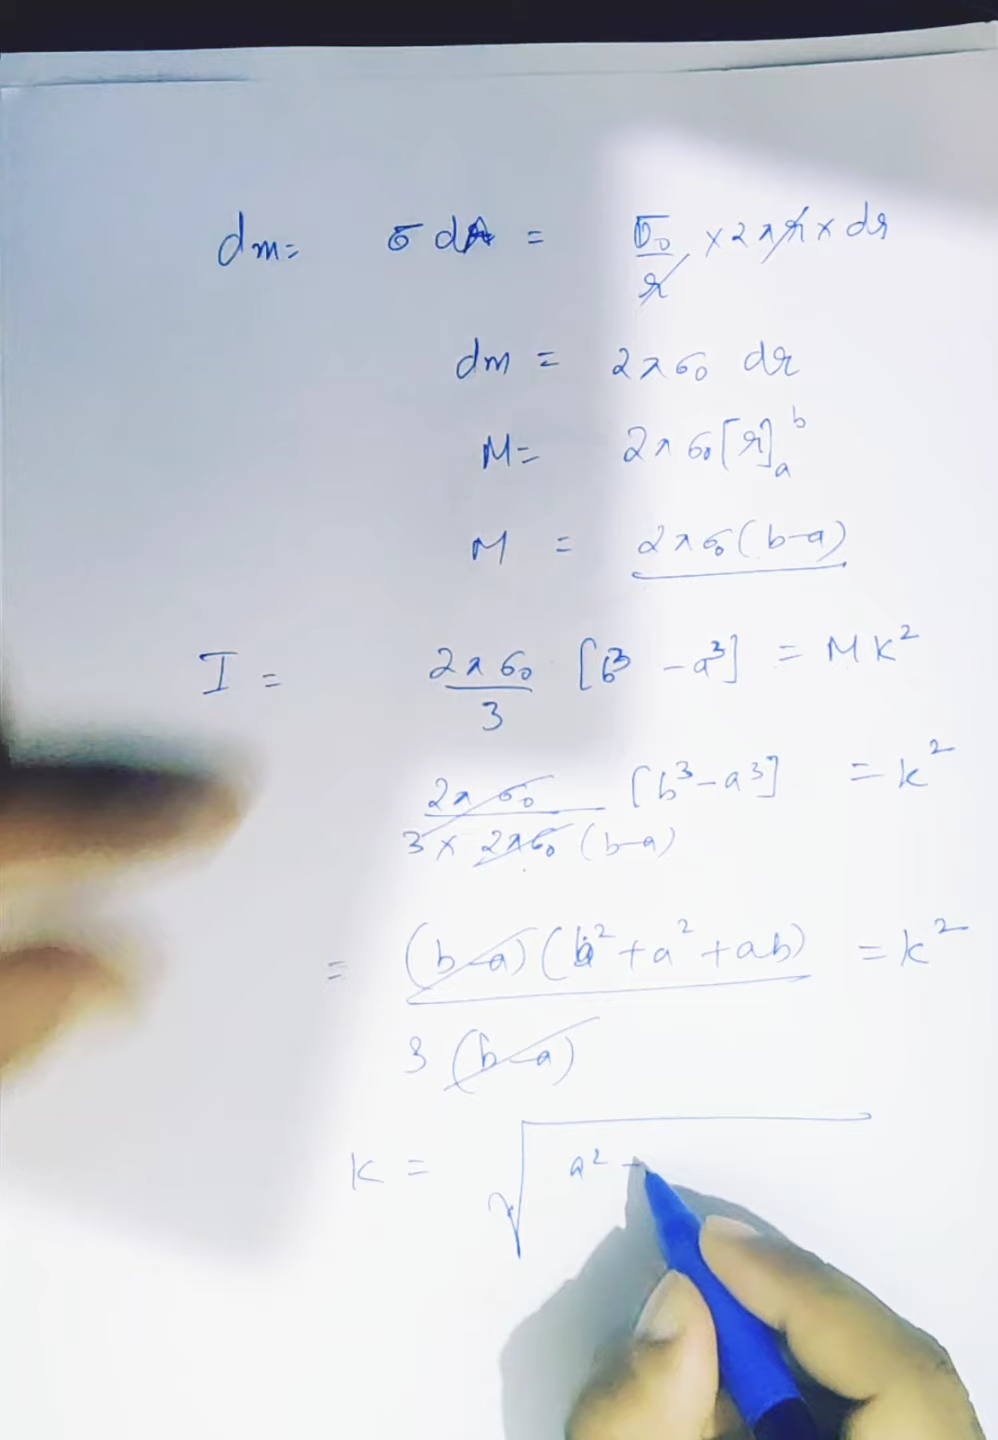 dm = σ dA = σ₀/r × 2πr × dr
dm = 2πσ₀ dr
M = 2πσ₀ [r]ₐᵇ
M = 2πσ₀ (b-a)
I = 2πσ₀/3 [b³ - a³] = M K²
2πσ₀/3 × 2πσ₀ (b-a) [b³ - a³] = k²
= (b-a)(b² + a² + ab)/3 (b-a) = k²
K = √a² -